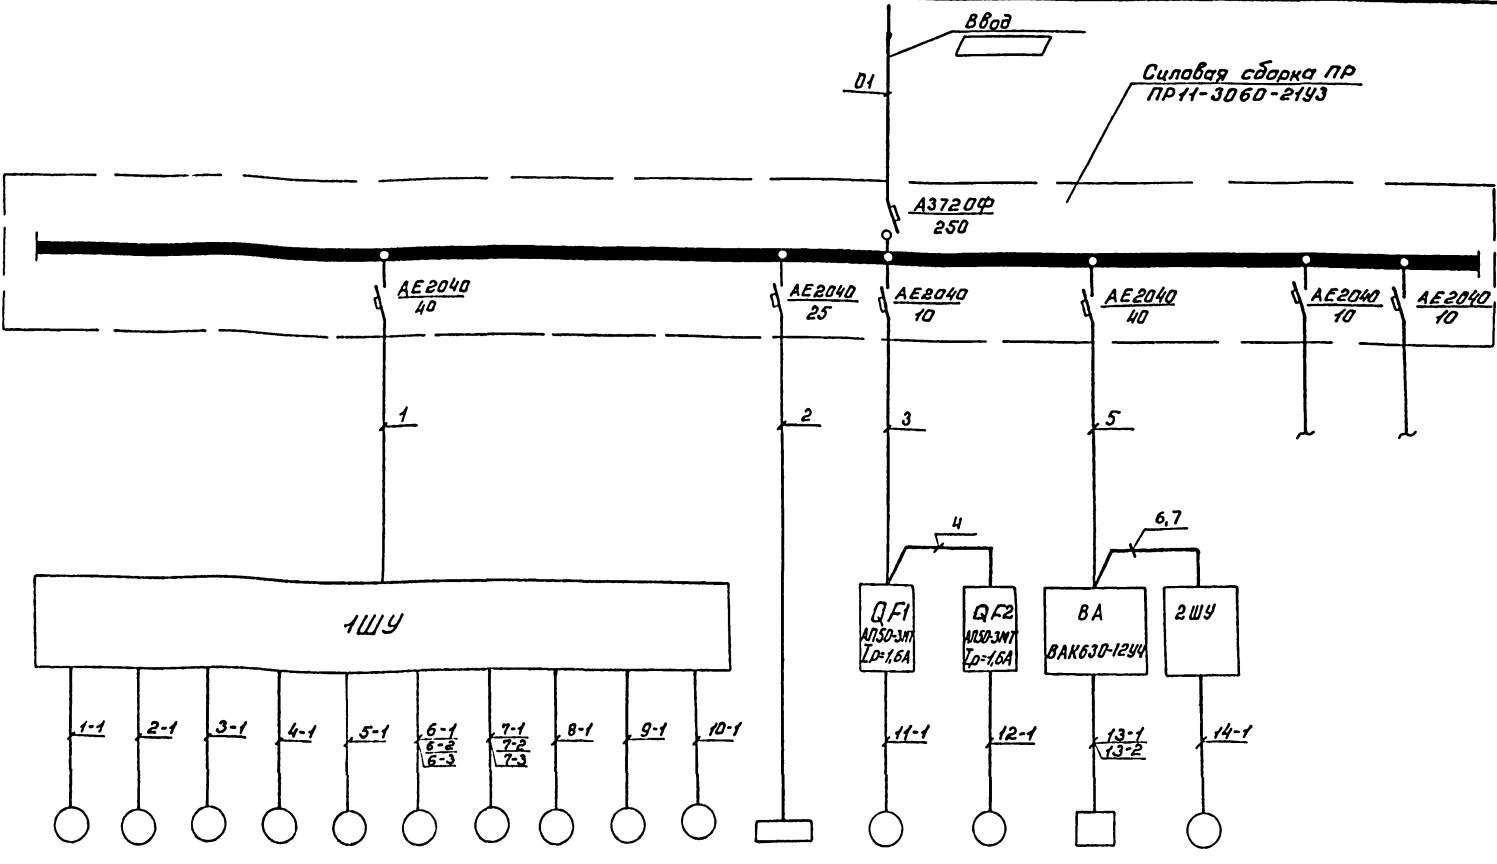 Ввод
Силовая сборка ПР
ПР11-3060-21У3
01
А3720Ф
250
АЕ2040
40
АЕ2040
25
АЕ2040
10
АЕ2040
40
АЕ2040
10
АЕ2040
10
1
2
3
5
4
6,7
1ШУ
QF1
АП50-3МТ
Iр=1,6А
QF2
АП50-3МТ
Iр=1,6А
ВА
ВАК630-12У4
2ШУ
1-1
2-1
3-1
4-1
5-1
6-1
6-2
6-3
7-1
7-2
7-3
8-1
9-1
10-1
11-1
12-1
13-1
13-2
14-1